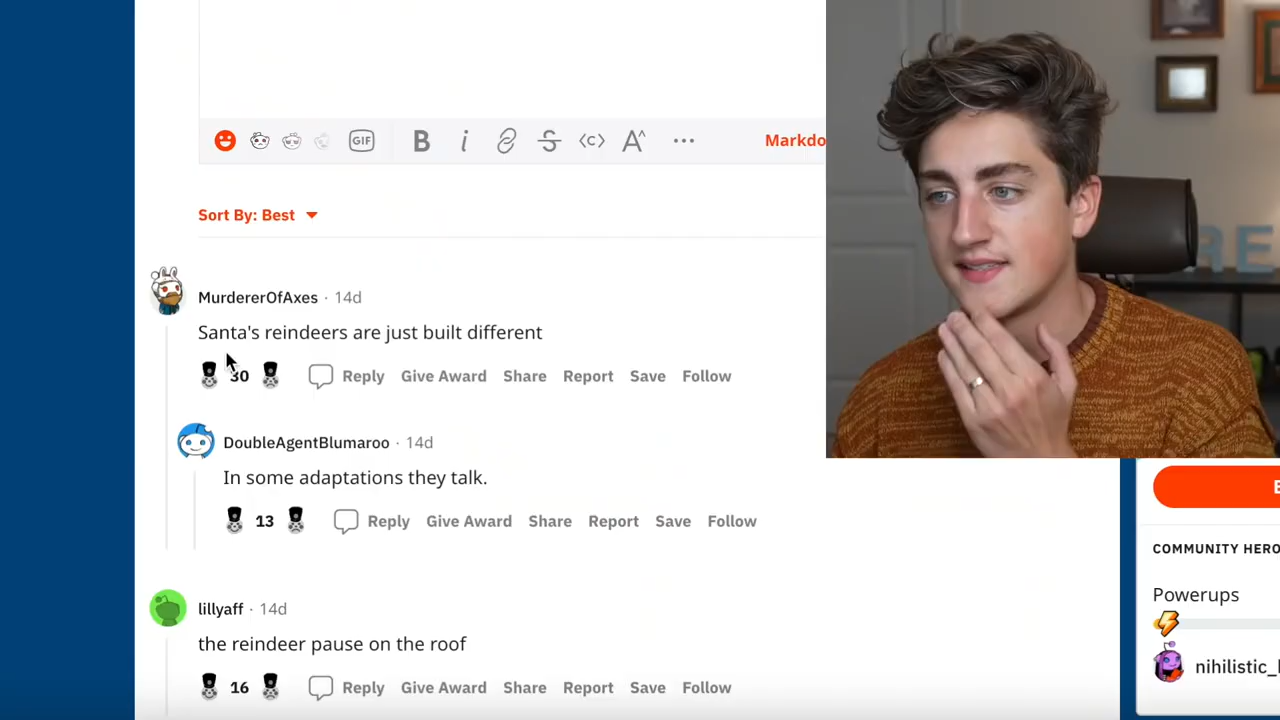 GIF B i <c> A^ ... Markdo
Sort By: Best
MurdererOfAxes · 14d
Santa's reindeers are just built different
30 Reply Give Award Share Report Save Follow
DoubleAgentBlumaroo · 14d
In some adaptations they talk.
13 Reply Give Award Share Report Save Follow
lillyaff · 14d
the reindeer pause on the roof
16 Reply Give Award Share Report Save Follow
RE
COMMUNITY HERO
Powerups
nihilistic_